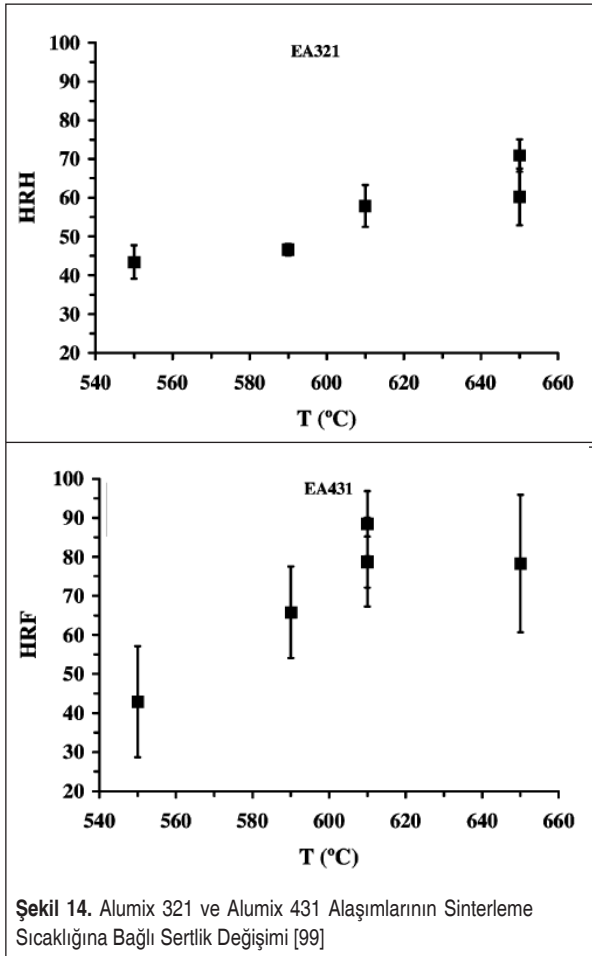 EA321
100
90
80
70
60
50
40
30
20
HRH
540 560 580 600 620 640 660
T (ºC)
EA431
100
90
80
70
60
50
40
30
20
HRF
540 560 580 600 620 640 660
T (ºC)
Şekil 14. Alumix 321 ve Alumix 431 Alaşımlarının Sinterleme
Sıcaklığına Bağlı Sertlik Değişimi [99]